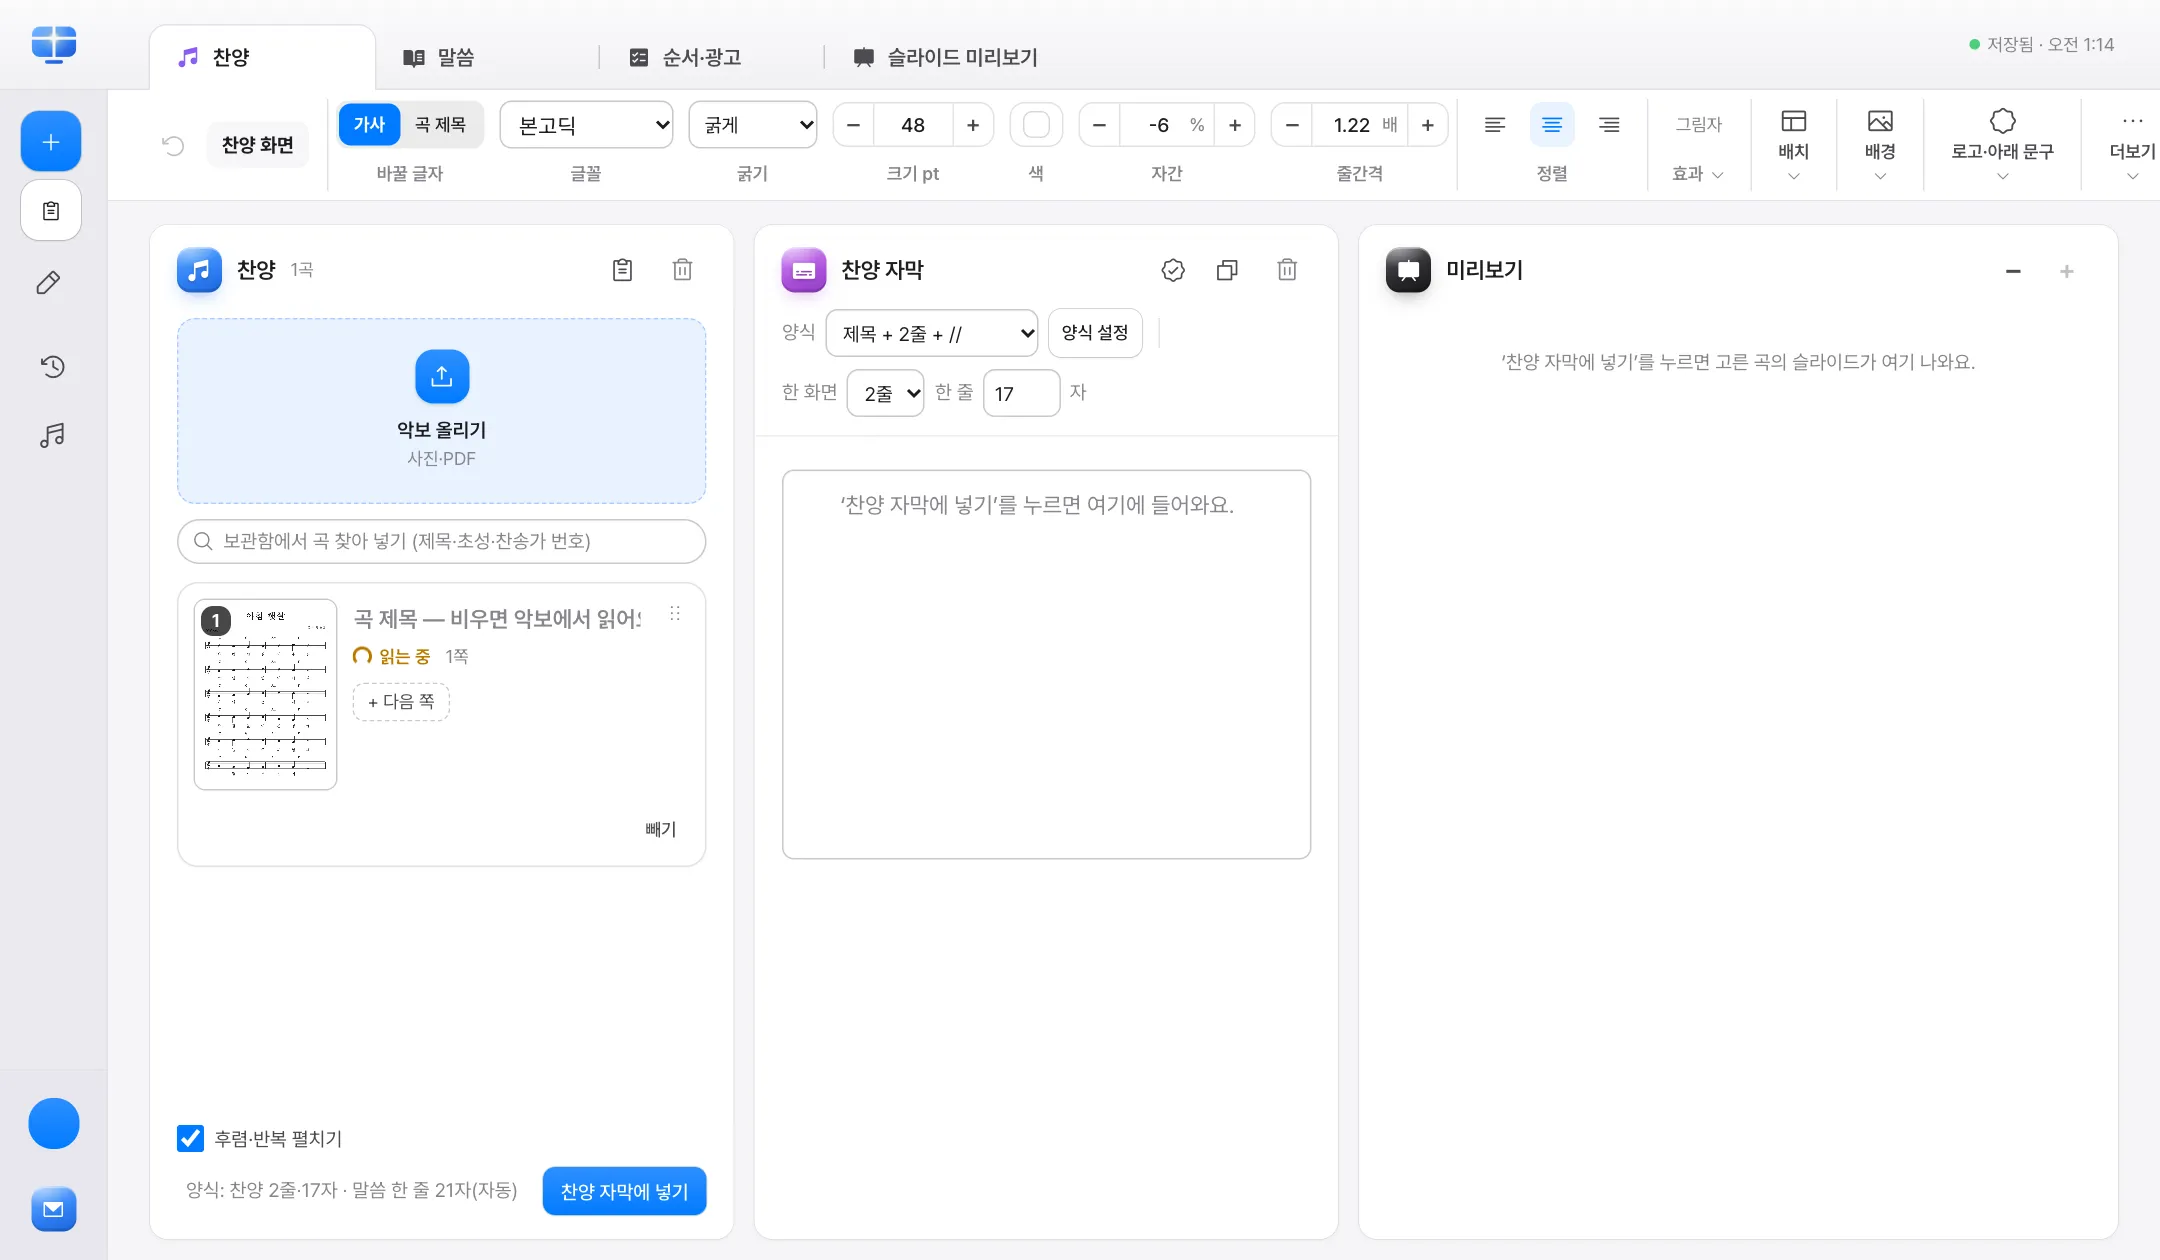 찬양
말씀
순서·광고
슬라이드 미리보기
저장됨 · 오전 1:14
찬양 화면
가사
곡 제목
바꿀 글자
본고딕
글꼴
굵게
굵기
− 48 +
크기 pt
색
− -6 % +
자간
− 1.22 배 +
줄간격
정렬
그림자
효과
배치
배경
로고·아래 문구
더보기
찬양 1곡
악보 올리기
사진·PDF
보관함에서 곡 찾아 넣기 (제목·초성·찬송가 번호)
1
아침 햇살
곡 제목 — 비우면 악보에서 읽어
읽는 중 1쪽
+ 다음 쪽
빼기
후렴·반복 펼치기
양식: 찬양 2줄·17자 · 말씀 한 줄 21자(자동)
찬양 자막에 넣기
찬양 자막
양식 제목 + 2줄 + // 양식 설정
한 화면 2줄 한 줄 17 자
‘찬양 자막에 넣기’를 누르면 여기에 들어와요.
미리보기
− +
‘찬양 자막에 넣기’를 누르면 고른 곡의 슬라이드가 여기 나와요.